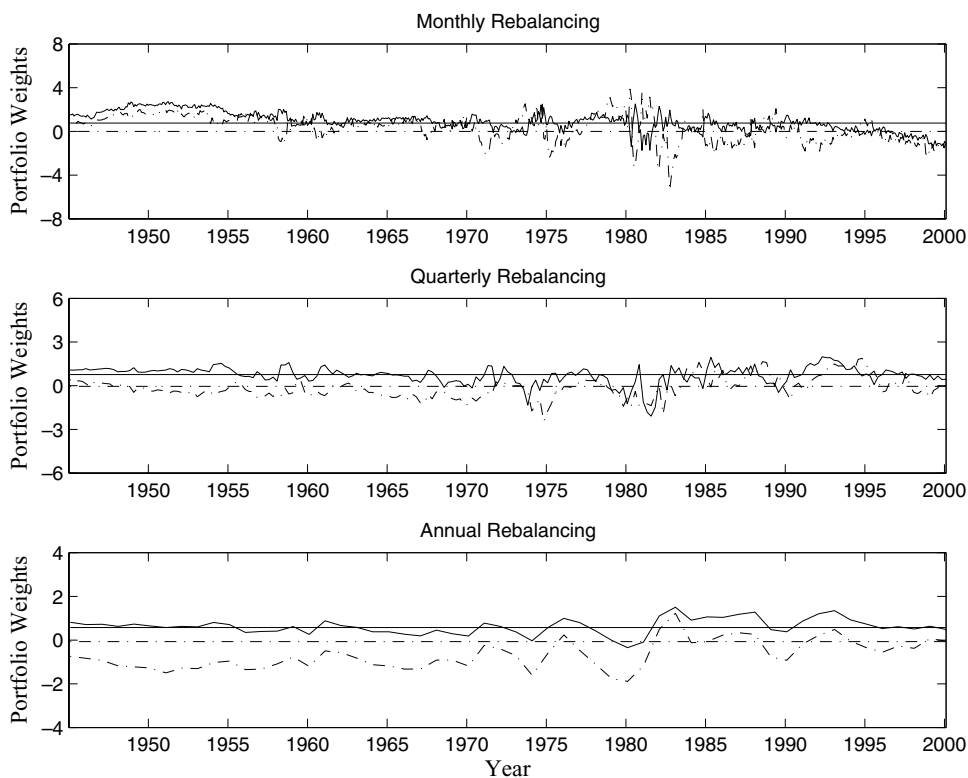 Monthly Rebalancing
Portfolio Weights
8
4
0
−4
−8
1950 1955 1960 1965 1970 1975 1980 1985 1990 1995 2000
Quarterly Rebalancing
Portfolio Weights
6
3
0
−3
−6
1950 1955 1960 1965 1970 1975 1980 1985 1990 1995 2000
Annual Rebalancing
Portfolio Weights
4
2
0
−2
4
1950 1955 1960 1965 1970 1975 1980 1985 1990 1995 2000
Year